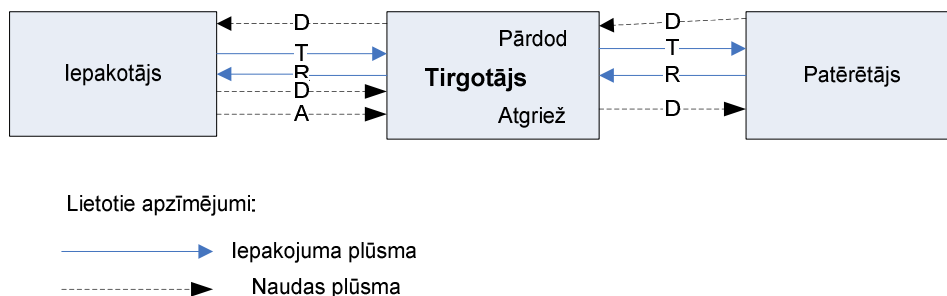 D
D
Pārdod
T
T
Iepakotājs
R
Tirgotājs
R
Patērētājs
D
A
Atgriež
D
Lietotie apzīmējumi:
Iepakojuma plūsma
Naudas plūsma